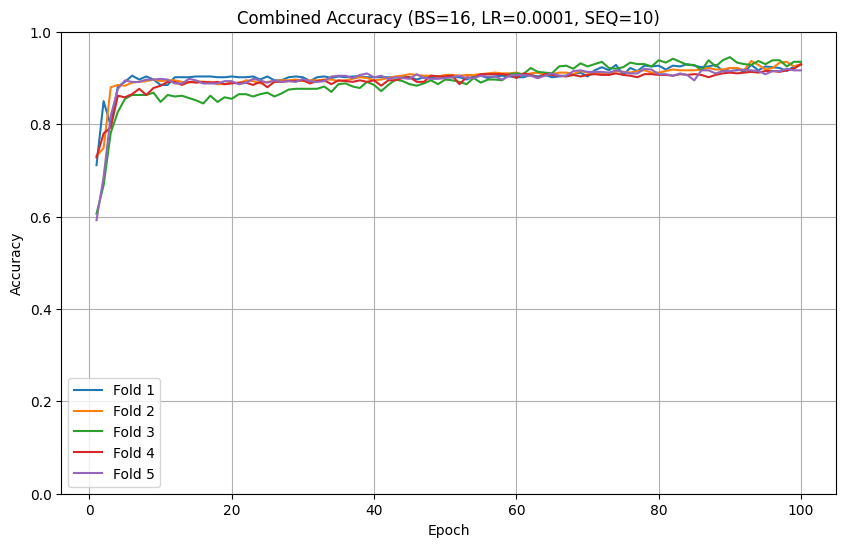 Combined Accuracy (BS=16, LR=0.0001, SEQ=10)
1.0
0.8
0.6
0.4
0.2
0.0
Accuracy
Fold 1
Fold 2
Fold 3
Fold 4
Fold 5
0 20 40 60 80 100
Epoch